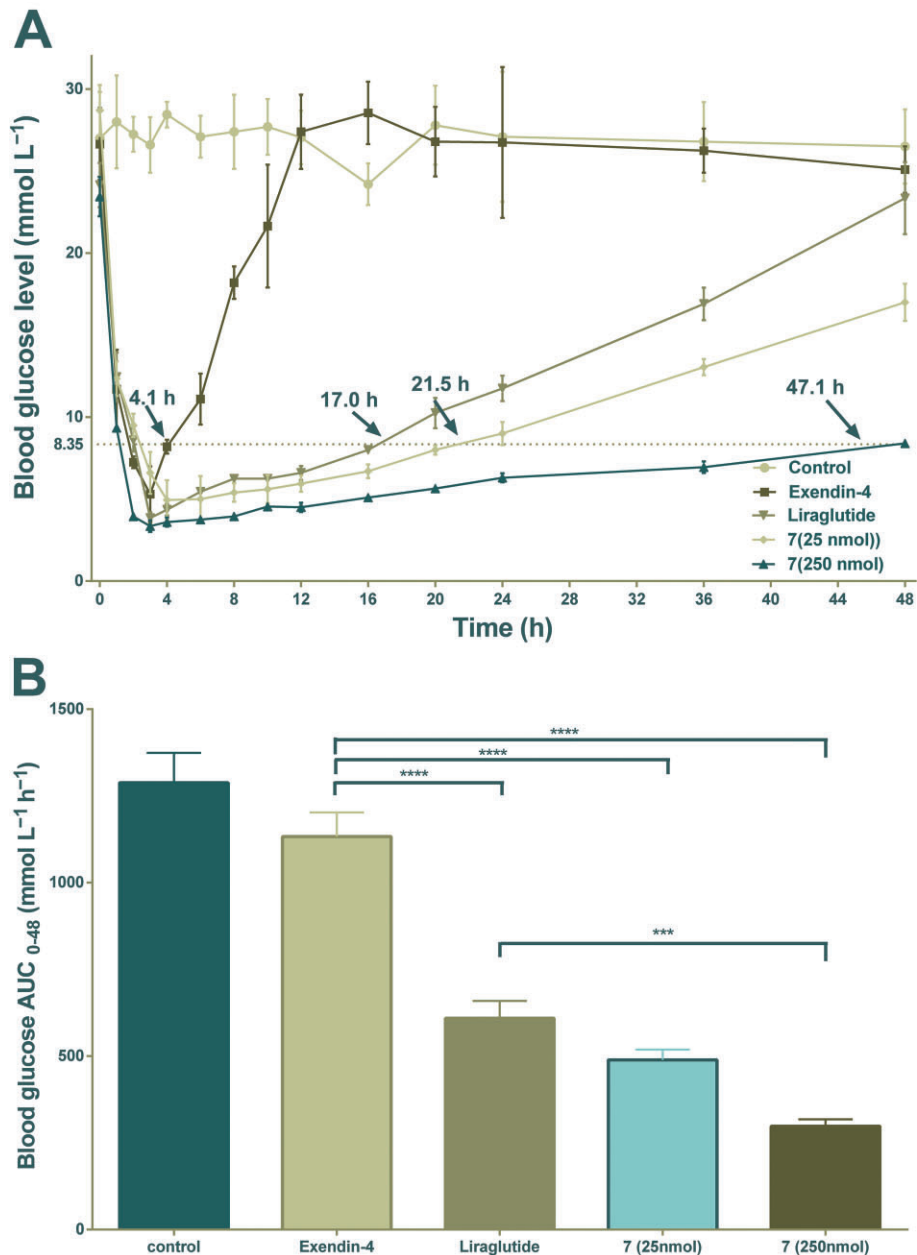 A
Blood glucose level (mmol L⁻¹)
30
20
10
8.35
0
4.1 h
17.0 h
21.5 h
47.1 h
Control
Exendin-4
Liraglutide
7(25 nmol))
7(250 nmol)
0 4 8 12 16 20 24 28 32 36 40 44 48
Time (h)
B
Blood glucose AUC 0-48 (mmol L⁻¹ h⁻¹)
1500
1000
500
0
****
****
****
***
control Exendin-4 Liraglutide 7 (25nmol) 7 (250nmol)